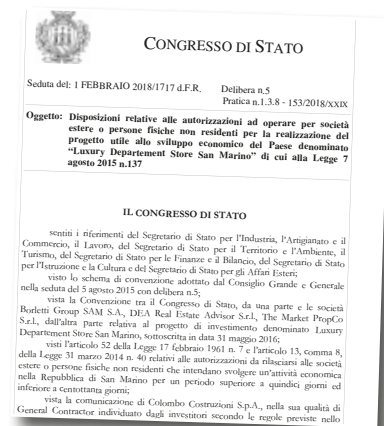 CONGRESSO DI STATO
Seduta del: 1 FEBBRAIO 2018/1717 d.F.R.
Delibera n.5
Pratica n.1.3.8 - 153/2018/XXIX
Oggetto: Disposizioni relative alle autorizzazioni ad operare per società
estere o persone fisiche non residenti per la realizzazione del
progetto utile allo sviluppo economico del Paese denominato
"Luxury Departement Store San Marino" di cui alla Legge 7
agosto 2015 n.137
IL CONGRESSO DI STATO
sentiti i riferimenti del Segretario di Stato per l'Industria, l'Artigianato e il
Commercio, il Lavoro, del Segretario di Stato per il Territorio e l'Ambiente, il
Turismo, del Segretario di Stato per le Finanze e il Bilancio, del Segretario di Stato
per l'Istruzione e la Cultura e del Segretario di Stato per gli Affari Esteri;
visto lo schema di convenzione adottato dal Consiglio Grande e Generale
nella seduta del 5 agosto 2015 con delibera n.5;
vista la Convenzione tra il Congresso di Stato, da una parte e le società
Borletti Group SAM S.A., DEA Real Estate Advisor S.r.l., The Market PropCo
S.r.l., dall'altra parte relativa al progetto di investimento denominato Luxury
Department Store San Marino, sottoscritta in data 31 maggio 2016;
visti l'articolo 52 della Legge 17 febbraio 1961 n. 7 e l'articolo 13, comma 8,
della Legge 31 marzo 2014 n. 40 relativi alle autorizzazioni da rilasciarsi alle società
estere o persone fisiche non residenti che intendano svolgere un'attività economica
nella Repubblica di San Marino per un periodo superiore a quindici giorni ed
inferiore a centottanta giorni;
vista la comunicazione di Colombo Costruzioni S.p.A., nella sua qualità di
General Contractor individuato dagli investitori secondo le regole previste nello